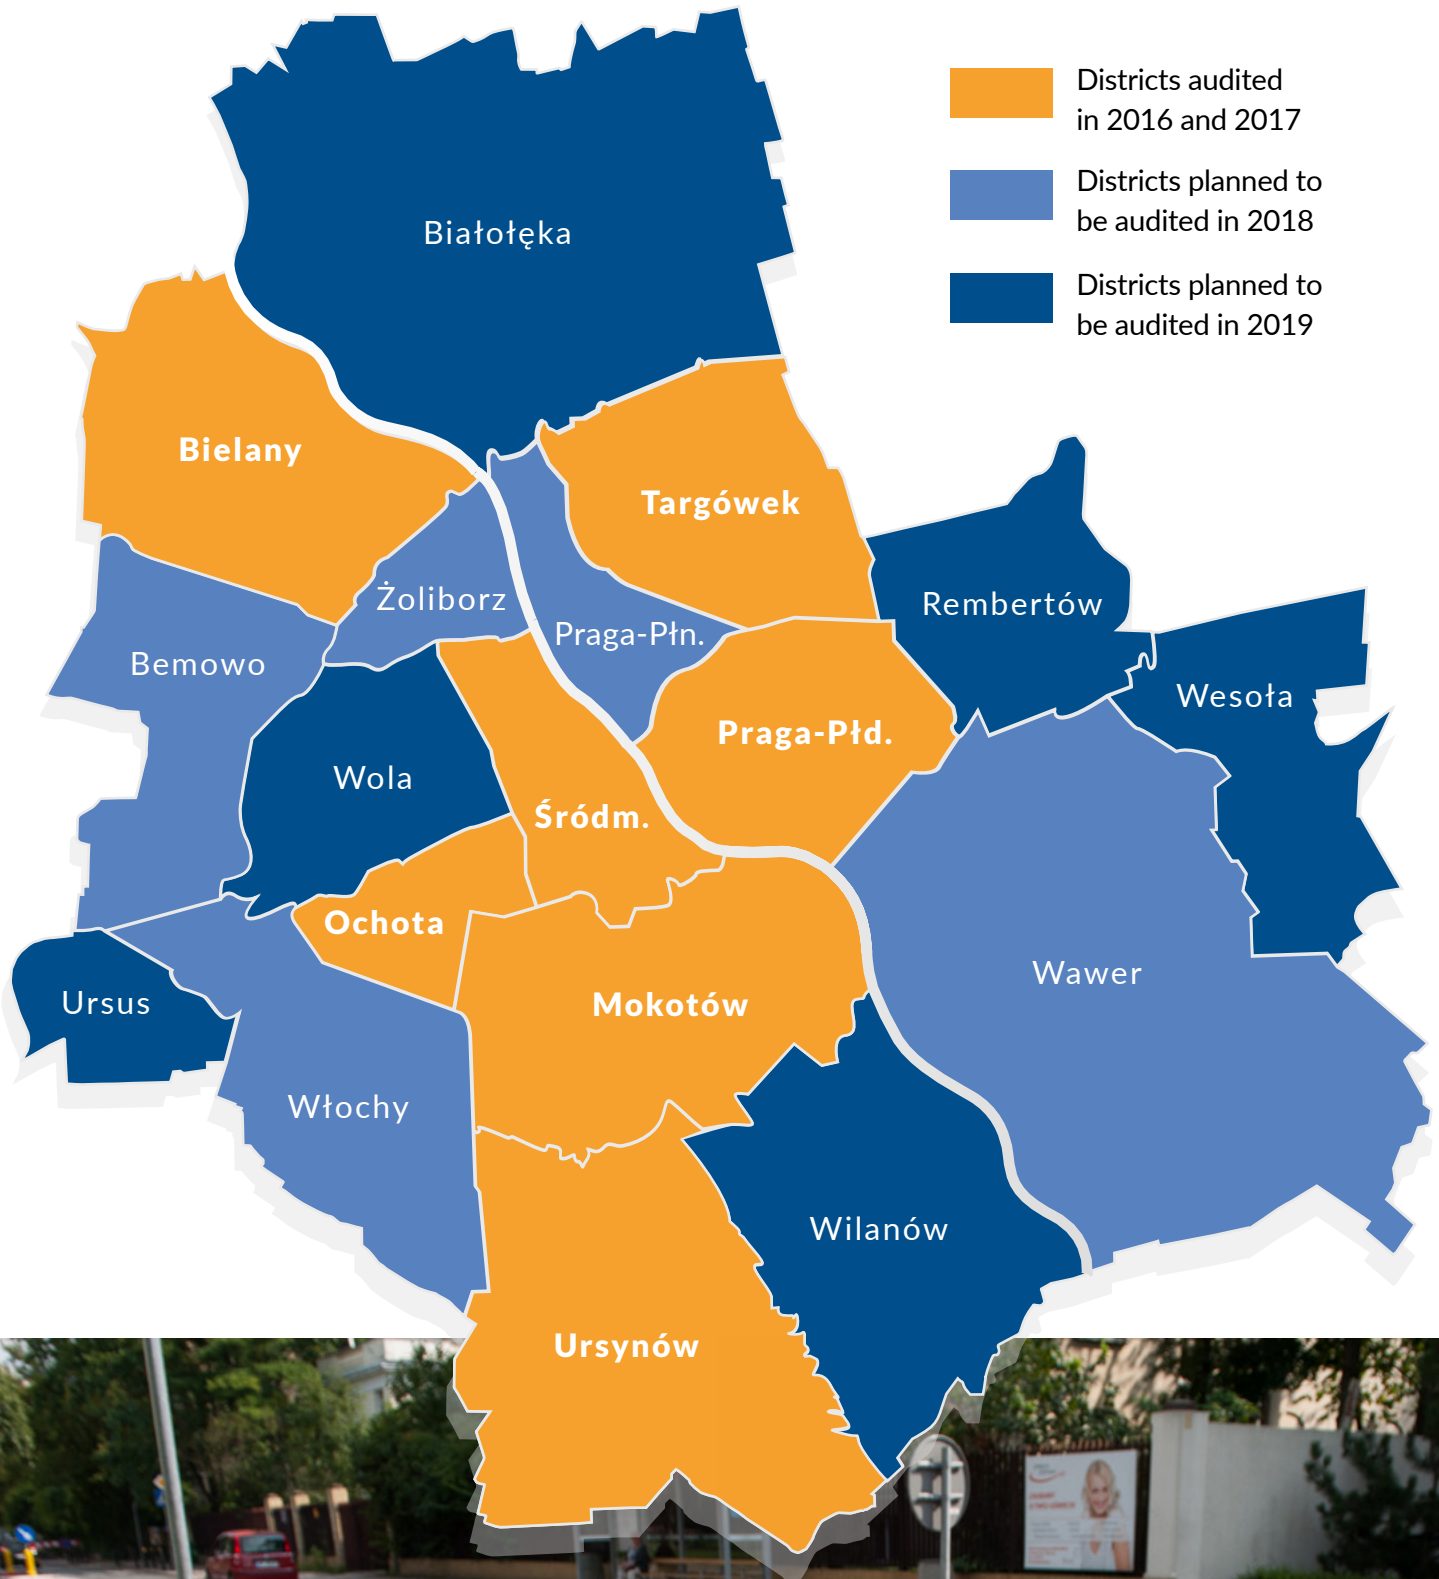 Districts audited
in 2016 and 2017
Districts planned to
be audited in 2018
Districts planned to
be audited in 2019
Białołęka
Bielany
Targówek
Żoliborz
Praga-Płn.
Rembertów
Bemowo
Wesoła
Praga-Płd.
Wola
Śródm.
Ochota
Wawer
Ursus
Mokotów
Włochy
Wilanów
Ursynów